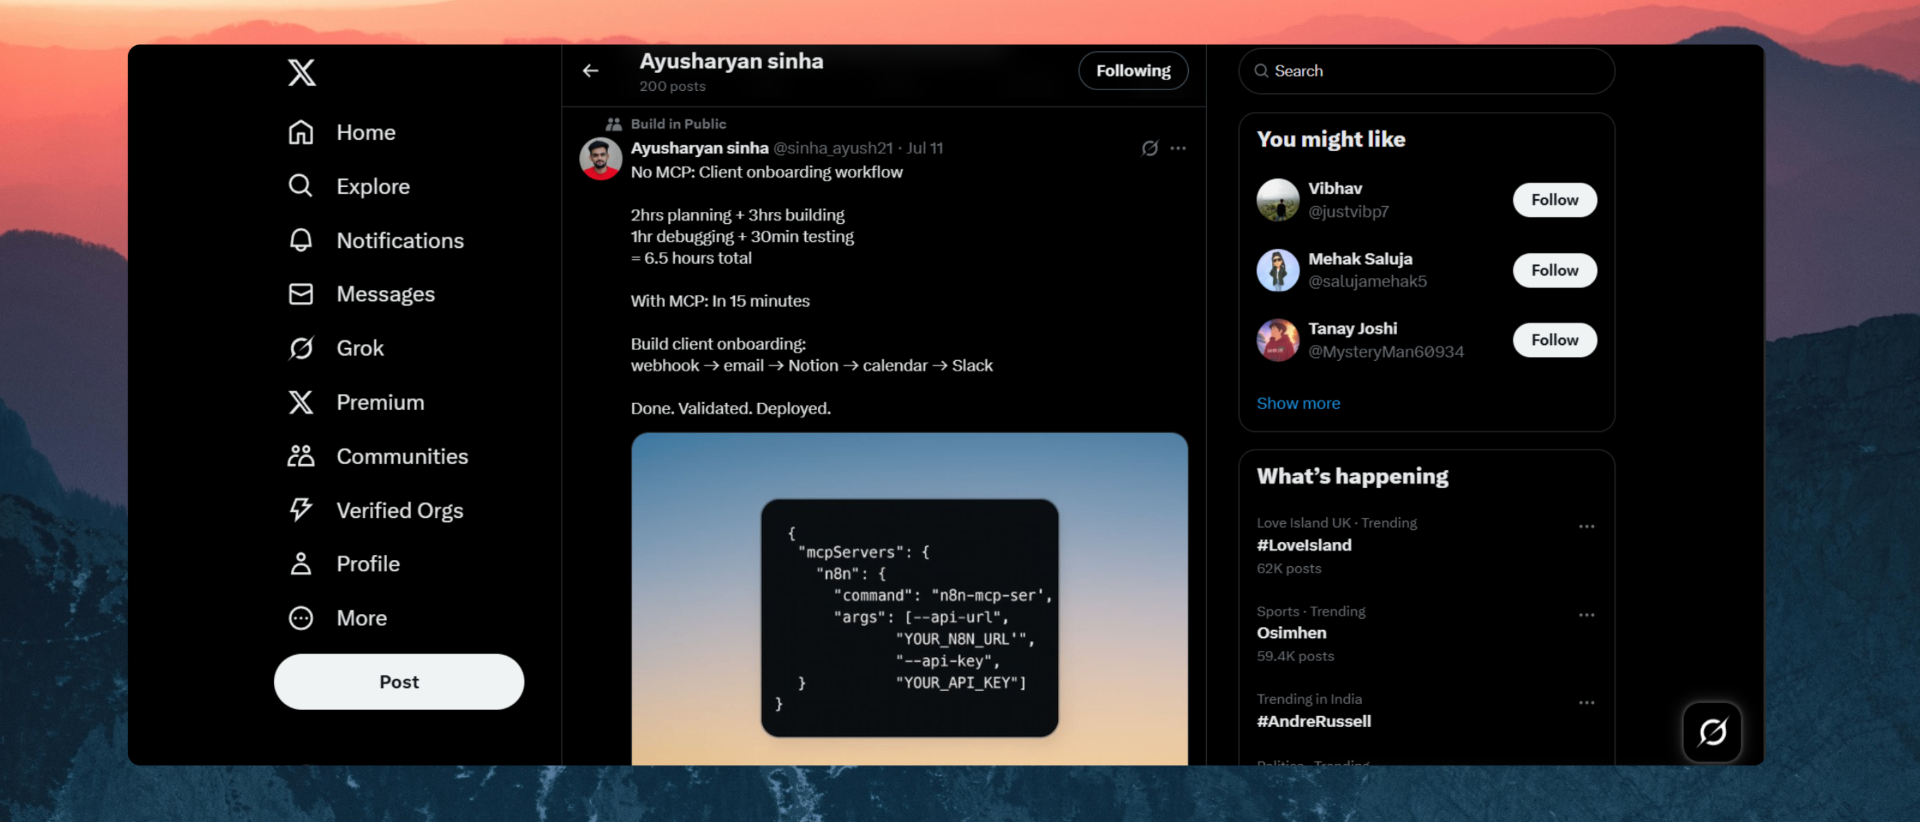 Home
Explore
Notifications
Messages
Grok
Premium
Communities
Verified Orgs
Profile
More
Post
Ayusharyan sinha
200 posts
Following
Build in Public
Ayusharyan sinha @sinha_ayush21 · Jul 11
No MCP: Client onboarding workflow
2hrs planning + 3hrs building
1hr debugging + 30min testing
= 6.5 hours total
With MCP: In 15 minutes
Build client onboarding:
webhook → email → Notion → calendar → Slack
Done. Validated. Deployed.
{
"mcpServers": {
"n8n": {
"command": "n8n-mcp-ser',
"args": [--api-url",
"YOUR_N8N_URL'",
"--api-key",
} "YOUR_API_KEY"]
}
Search
You might like
Vibhav
@justvibp7
Follow
Mehak Saluja
@salujamehak5
Follow
Tanay Joshi
@MysteryMan60934
Follow
Show more
What's happening
Love Island UK · Trending
#LoveIsland
62K posts
Sports · Trending
Osimhen
59.4K posts
Trending in India
#AndreRussell
Politics · Trending